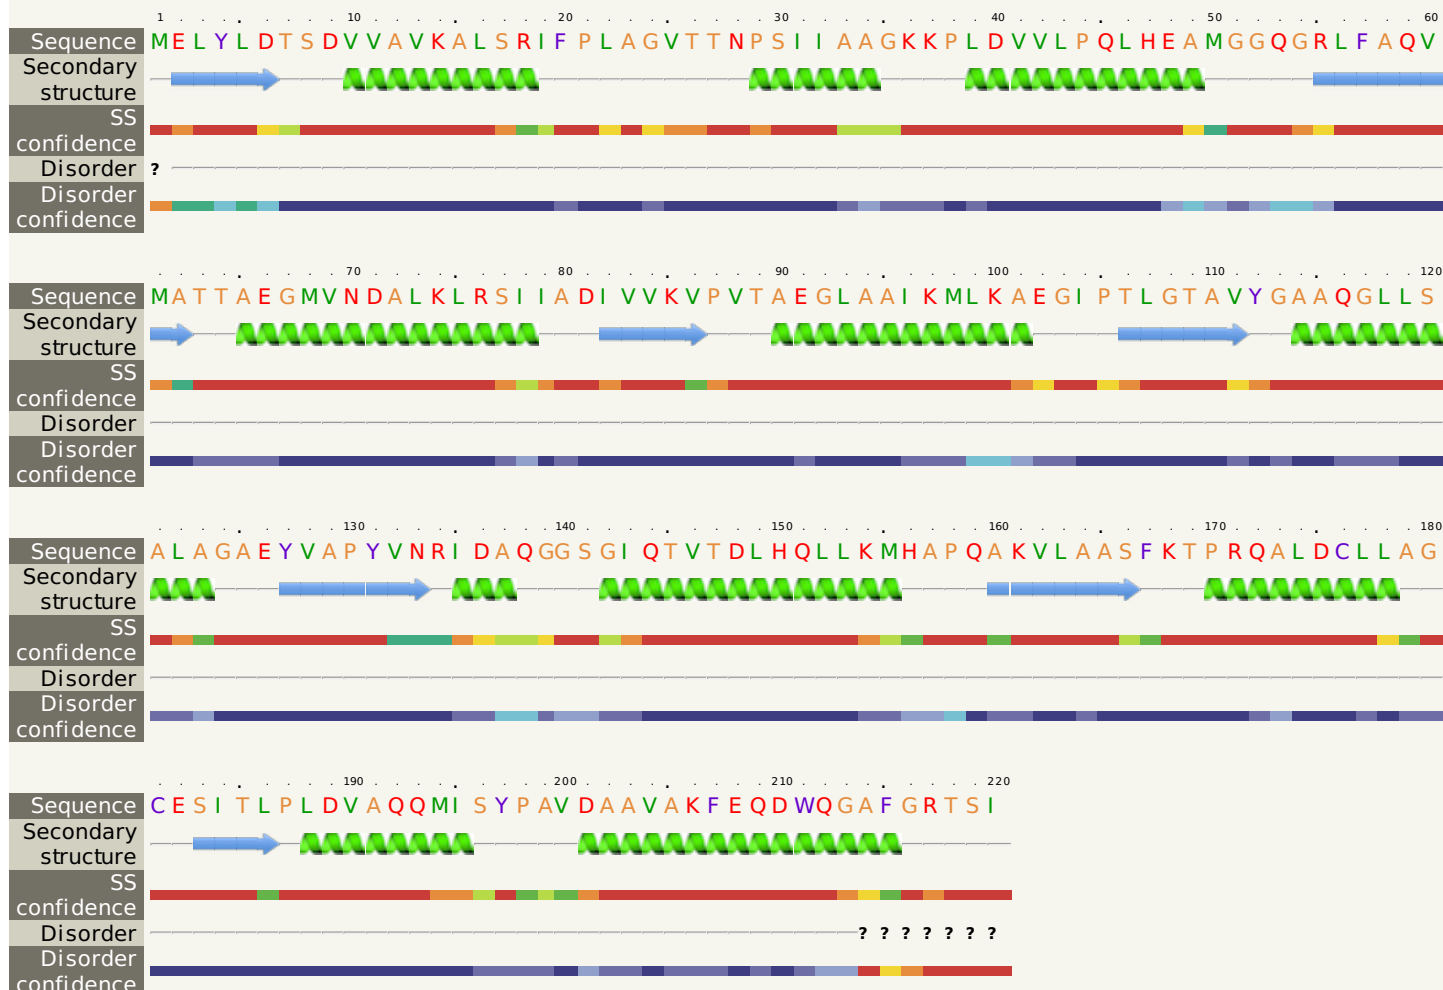 1 . . . . 10 . . . . 20 . . . . 30 . . . . 40 . . . . 50 . . . . 60
Sequence MELYLDTSDVVAVKALSRIFPLAGVTTNPSIIAAGKKPLDVVLPQLHEAMGGQGRLFAQV
Secondary
structure
SS
confidence
Disorder ?
Disorder
confidence
70 80 90 100 110 120
Sequence MATTAEGMVNDALKLRSIIADIVVKVPVTAEGLAAIKMLKAEGIPTLGTAVYGAAQGLLS
Secondary
structure
SS
confidence
Disorder
Disorder
confidence
130 140 150 160 170 180
Sequence ALAGAEYVAPYVNRIDAQGGSGIQTVTDLHQLLKMHAPQAKVLAASFKTPRQALDCLLAG
Secondary
structure
SS
confidence
Disorder
Disorder
confidence
190 200 210 220
Sequence CESITLPLDVAQQMISYPAVDAAVAKFEQDWQGAFGRTSI
Secondary
structure
SS
confidence
Disorder ? ? ? ? ? ? ?
Disorder
confidence